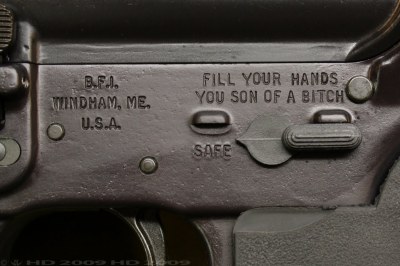 B.F.I.
WINDHAM, ME.
U.S.A.
FILL YOUR HANDS
YOU SON OF A BITCH
SAFE
HD 2009 HD 2009